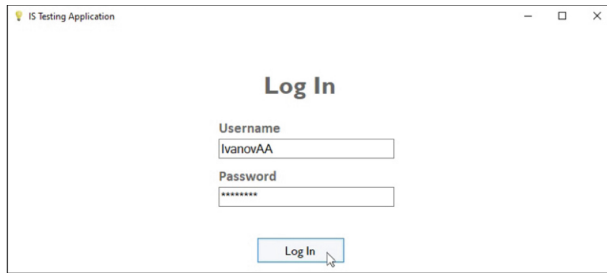 IS Testing Application
Log In
Username
IvanovAA
Password
********
Log In